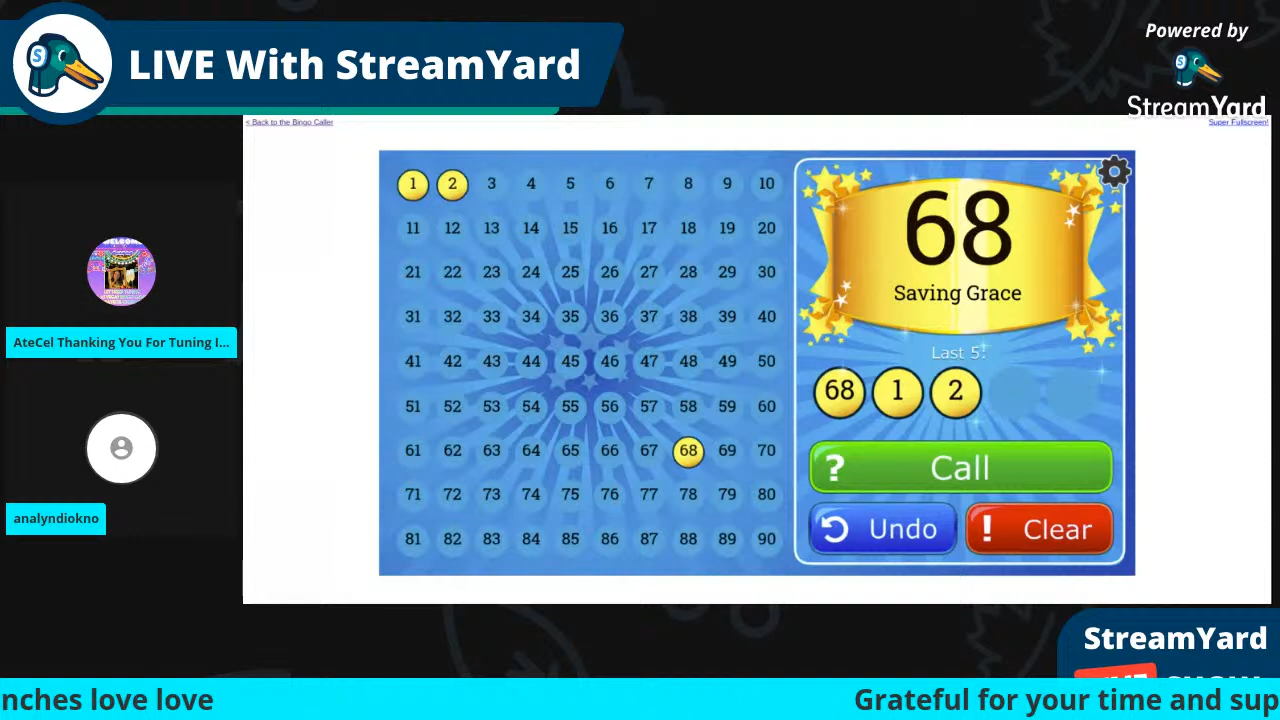 LIVE With StreamYard
Powered by
StreamYard
< Back to the Bingo Caller
Super Fullscreen!
1 2 3 4 5 6 7 8 9 10
11 12 13 14 15 16 17 18 19 20
21 22 23 24 25 26 27 28 29 30
31 32 33 34 35 36 37 38 39 40
41 42 43 44 45 46 47 48 49 50
51 52 53 54 55 56 57 58 59 60
61 62 63 64 65 66 67 68 69 70
71 72 73 74 75 76 77 78 79 80
81 82 83 84 85 86 87 88 89 90
68
Saving Grace
Last 5:
68 1 2
? Call
Undo
! Clear
WELCOME
AteCel Thanking You For Tuning I...
analyndiokno
StreamYard
nches love love
Grateful for your time and sup